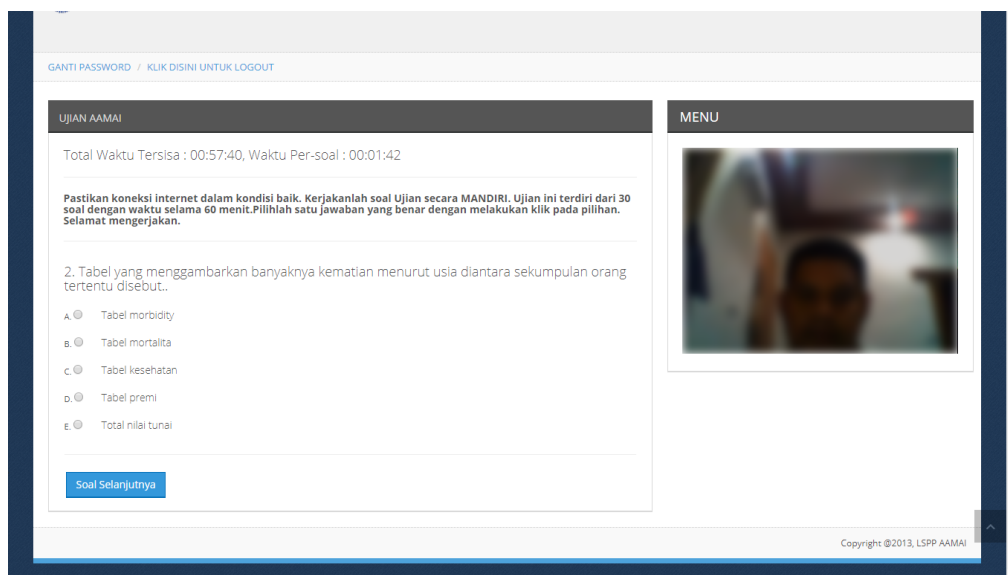 GANTI PASSWORD / KLIK DISINI UNTUK LOGOUT
UJIAN AAMAI
Total Waktu Tersisa : 00:57:40, Waktu Per-soal : 00:01:42
Pastikan koneksi internet dalam kondisi baik. Kerjakanlah soal Ujian secara MANDIRI. Ujian ini terdiri dari 30
soal dengan waktu selama 60 menit.Pilihlah satu jawaban yang benar dengan melakukan klik pada pilihan.
Selamat mengerjakan.
2. Tabel yang menggambarkan banyaknya kematian menurut usia diantara sekumpulan orang
tertentu disebut..
A. Tabel morbidity
B. Tabel mortalita
C. Tabel kesehatan
D. Tabel premi
E. Total nilai tunai
Soal Selanjutnya
MENU
Copyright @2013, LSPP AAMAI